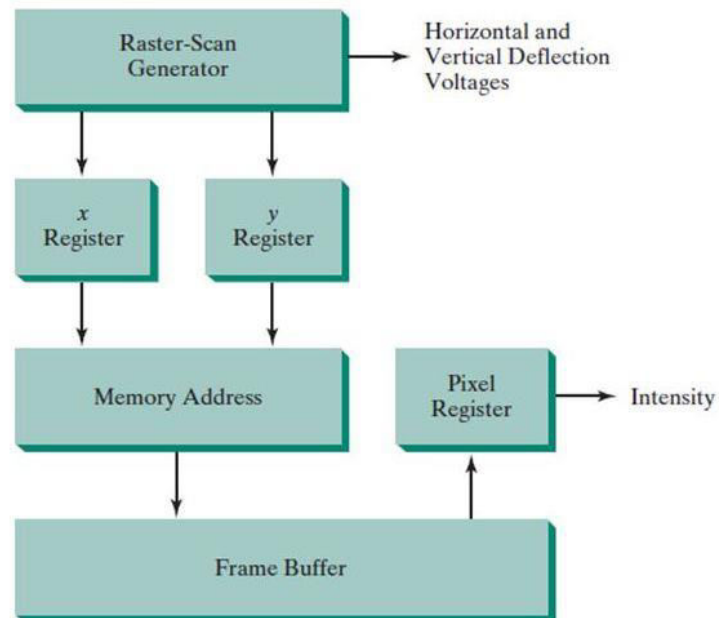 Raster-Scan
Generator
Horizontal and
Vertical Deflection
Voltages
x
Register
y
Register
Memory Address
Pixel
Register
Intensity
Frame Buffer